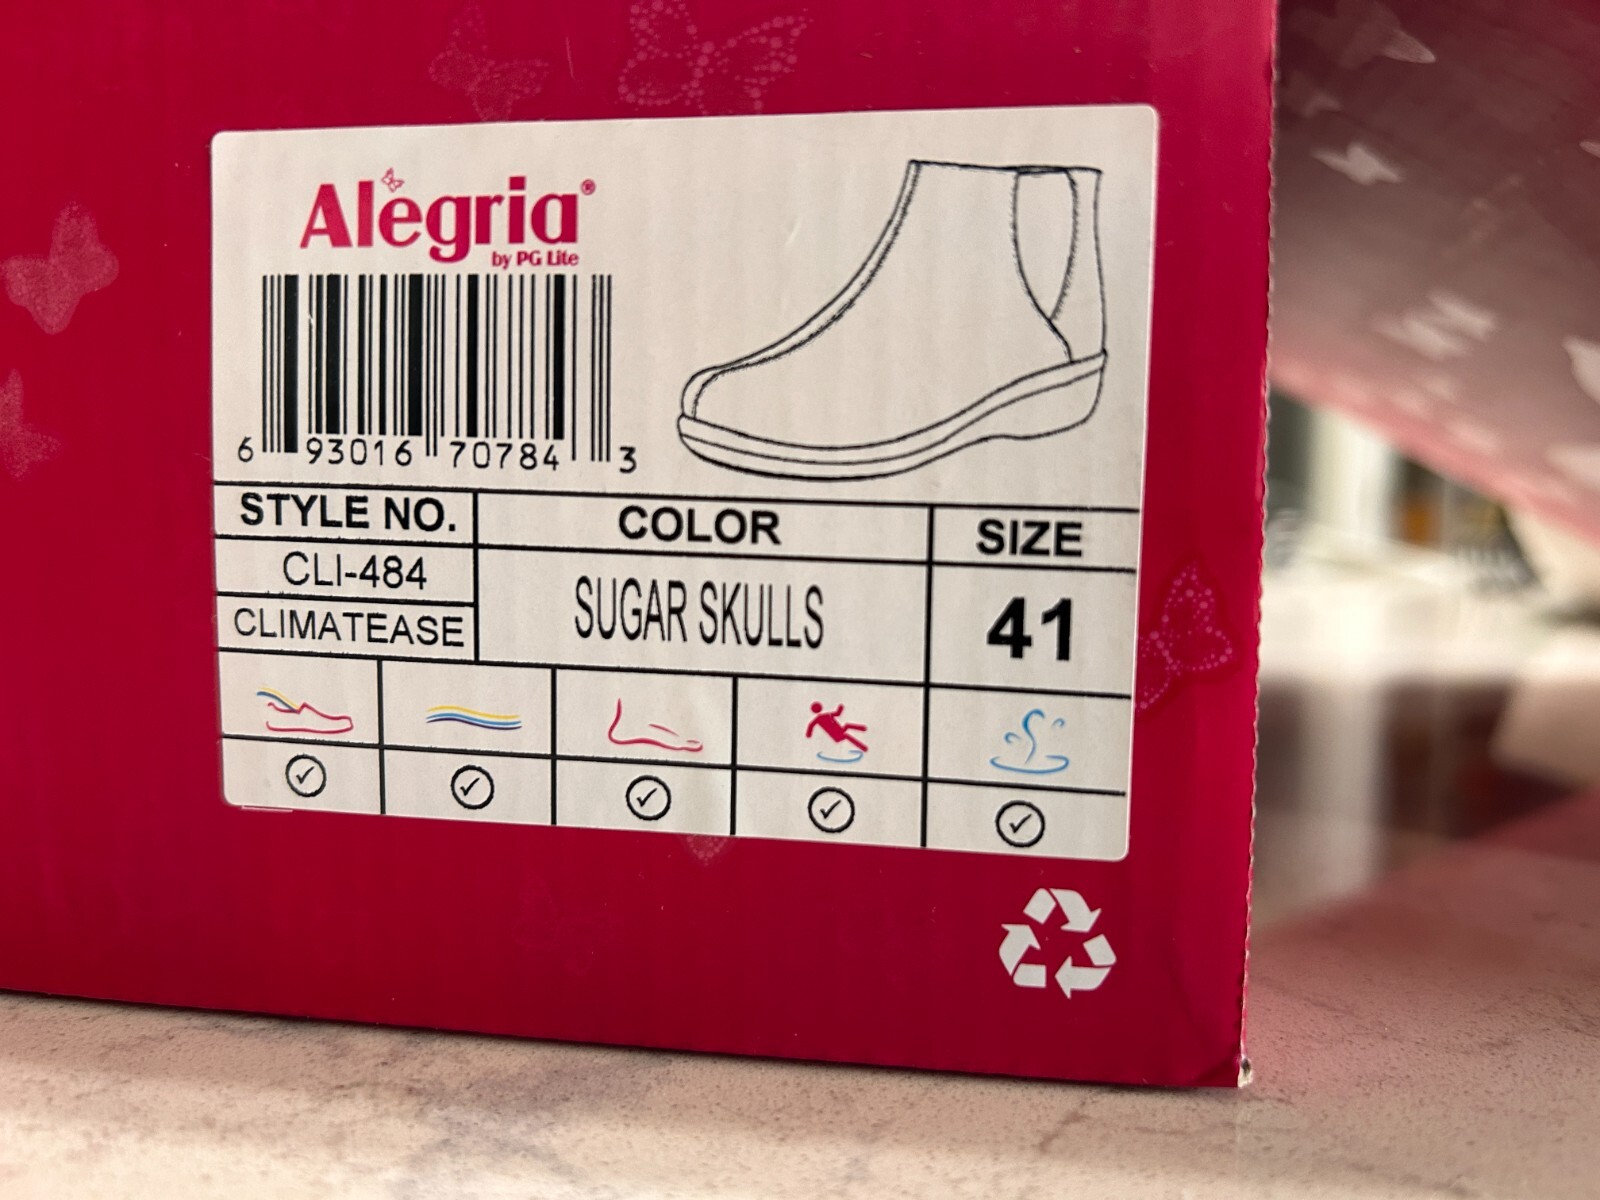 Alegria®
by PG Lite
6 93016 70784 3
STYLE NO. COLOR SIZE
CLI-484
CLIMATEASE SUGAR SKULLS 41